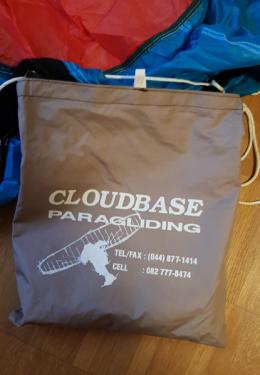 CLOUDBASE
PARAGLIDING
TEL/FAX : (044) 877-1414
CELL : 082 777-8474